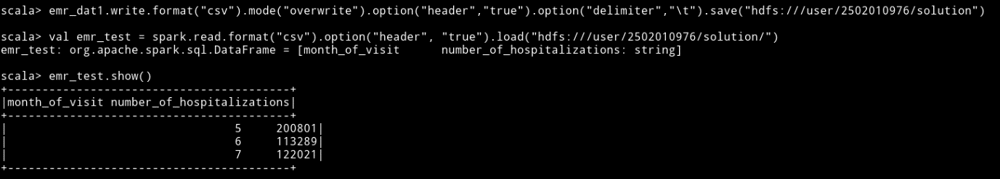 scala> emr_dat1.write.format("csv").mode("overwrite").option("header","true").option("delimiter","\t").save("hdfs:///user/2502010976/solution")
scala> val emr_test = spark.read.format("csv").option("header", "true").load("hdfs:///user/2502010976/solution/")
emr_test: org.apache.spark.sql.DataFrame = [month_of_visit	number_of_hospitalizations: string]
scala> emr_test.show()
+-----------------------------------------+
|month_of_visit	number_of_hospitalizations|
+-----------------------------------------+
|                                 5	200801|
|                                 6	113289|
|                                 7	122021|
+-----------------------------------------+